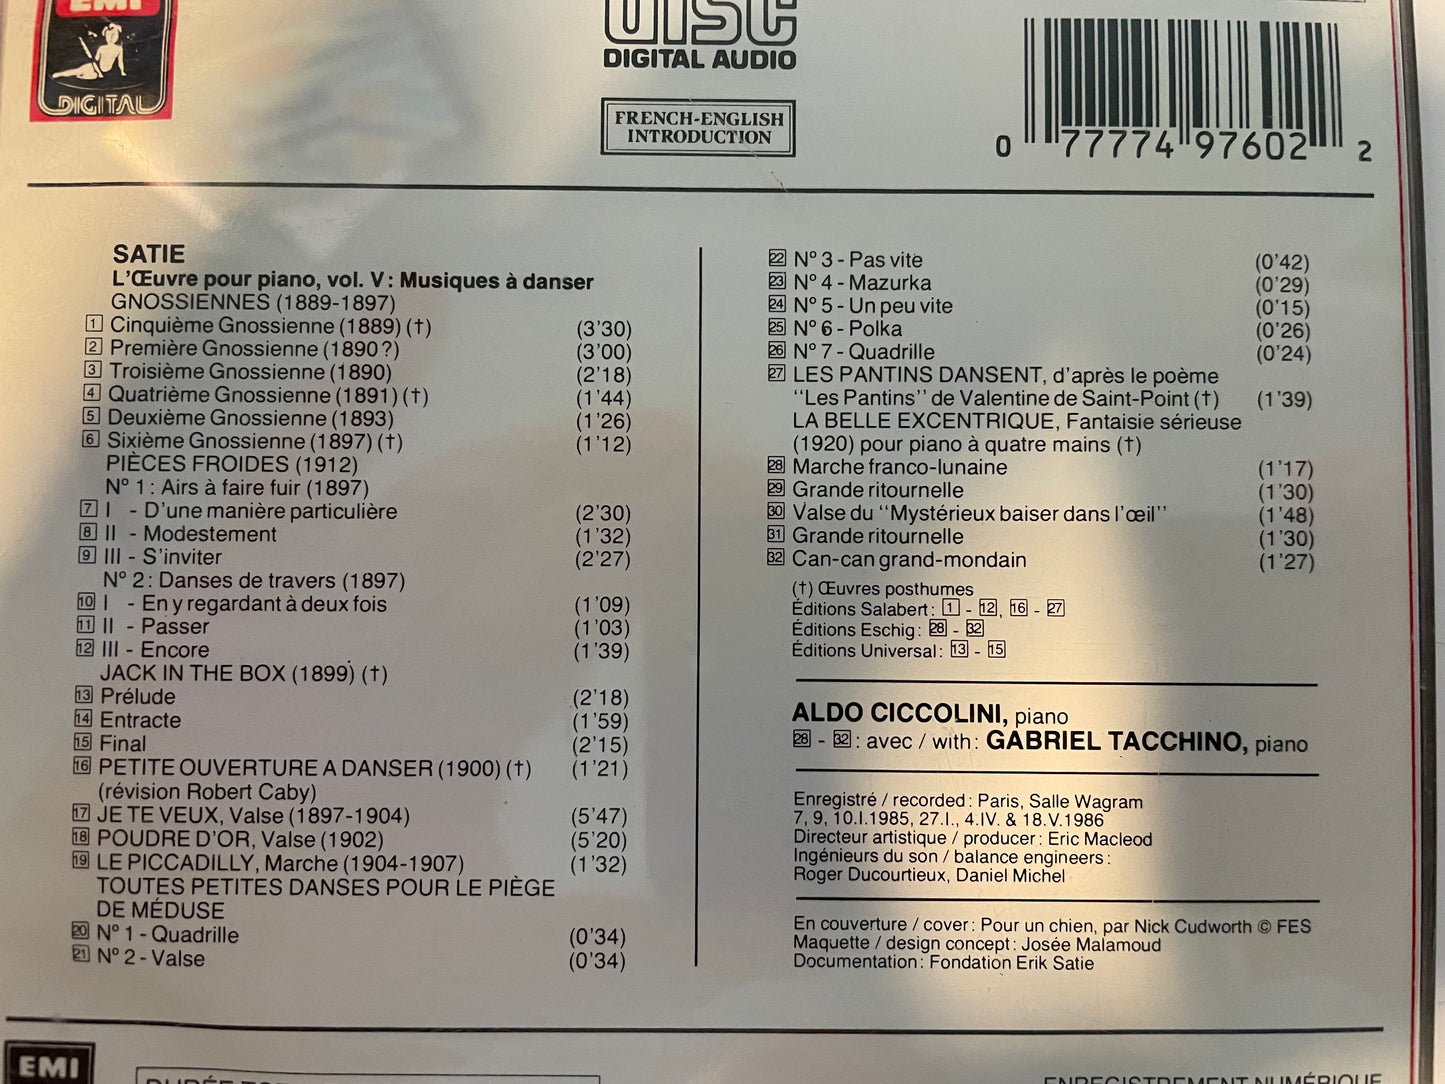 EMI
DIGITAL
disc
DIGITAL AUDIO
FRENCH-ENGLISH
INTRODUCTION
0 77774 97602 2
SATIE
L'Œuvre pour piano, vol. V : Musiques à danser
GNOSSIENNES (1889-1897)
1 Cinquième Gnossienne (1889) (†) (3'30)
2 Première Gnossienne (1890 ?) (3'00)
3 Troisième Gnossienne (1890) (2'18)
4 Quatrième Gnossienne (1891) (†) (1'44)
5 Deuxième Gnossienne (1893) (1'26)
6 Sixième Gnossienne (1897) (†) (1'12)
PIÈCES FROIDES (1912)
N° 1 : Airs à faire fuir (1897)
7 I - D'une manière particulière (2'30)
8 II - Modestement (1'32)
9 III - S'inviter (2'27)
N° 2 : Danses de travers (1897)
10 I - En y regardant à deux fois (1'09)
11 II - Passer (1'03)
12 III - Encore (1'39)
JACK IN THE BOX (1899) (†)
13 Prélude (2'18)
14 Entracte (1'59)
15 Final (2'15)
16 PETITE OUVERTURE A DANSER (1900) (†) (1'21)
(révision Robert Caby)
17 JE TE VEUX, Valse (1897-1904) (5'47)
18 POUDRE D'OR, Valse (1902) (5'20)
19 LE PICCADILLY, Marche (1904-1907) (1'32)
TOUTES PETITES DANSES POUR LE PIÈGE
DE MÉDUSE
20 N° 1 - Quadrille (0'34)
21 N° 2 - Valse (0'34)
22 N° 3 - Pas vite (0'42)
23 N° 4 - Mazurka (0'29)
24 N° 5 - Un peu vite (0'15)
25 N° 6 - Polka (0'26)
26 N° 7 - Quadrille (0'24)
27 LES PANTINS DANSENT, d'après le poème
"Les Pantins" de Valentine de Saint-Point (†) (1'39)
LA BELLE EXCENTRIQUE, Fantaisie sérieuse
(1920) pour piano à quatre mains (†)
28 Marche franco-lunaine (1'17)
29 Grande ritournelle (1'30)
30 Valse du "Mystérieux baiser dans l'œil" (1'48)
31 Grande ritournelle (1'30)
32 Can-can grand-mondain (1'27)
(†) Œuvres posthumes
Éditions Salabert : 1 - 12, 16 - 27
Éditions Eschig : 28 - 32
Éditions Universal : 13 - 15
ALDO CICCOLINI, piano
28 - 32 : avec / with : GABRIEL TACCHINO, piano
Enregistré / recorded : Paris, Salle Wagram
7, 9, 10.I.1985, 27.I., 4.IV. & 18.V.1986
Directeur artistique / producer : Eric Macleod
Ingénieurs du son / balance engineers :
Roger Ducourtieux, Daniel Michel
En couverture / cover : Pour un chien, par Nick Cudworth © FES
Maquette / design concept : Josée Malamoud
Documentation : Fondation Erik Satie
EMI
ENREGISTREMENT NUMÉRIQUE